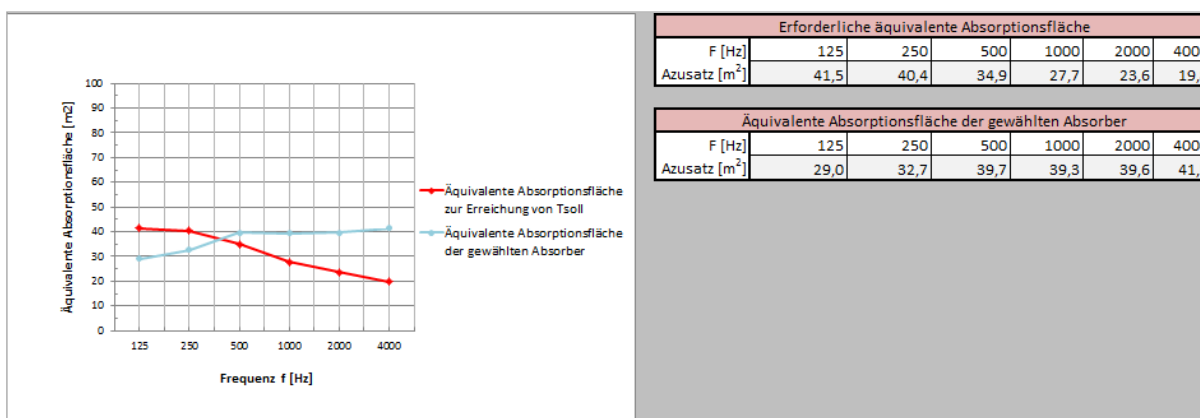 100
90
80
70
60
50
40
30
20
10
0
Äquivalente Absorptionsfläche [m2]
125 250 500 1000 2000 4000
Frequenz f [Hz]
Äquivalente Absorptionsfläche
zur Erreichung von Tsoll
Äquivalente Absorptionsfläche
der gewählten Absorber
Erforderliche äquivalente Absorptionsfläche
F [Hz] 125 250 500 1000 2000 400
Azusatz [m²] 41,5 40,4 34,9 27,7 23,6 19,
Äquivalente Absorptionsfläche der gewählten Absorber
F [Hz] 125 250 500 1000 2000 400
Azusatz [m²] 29,0 32,7 39,7 39,3 39,6 41,